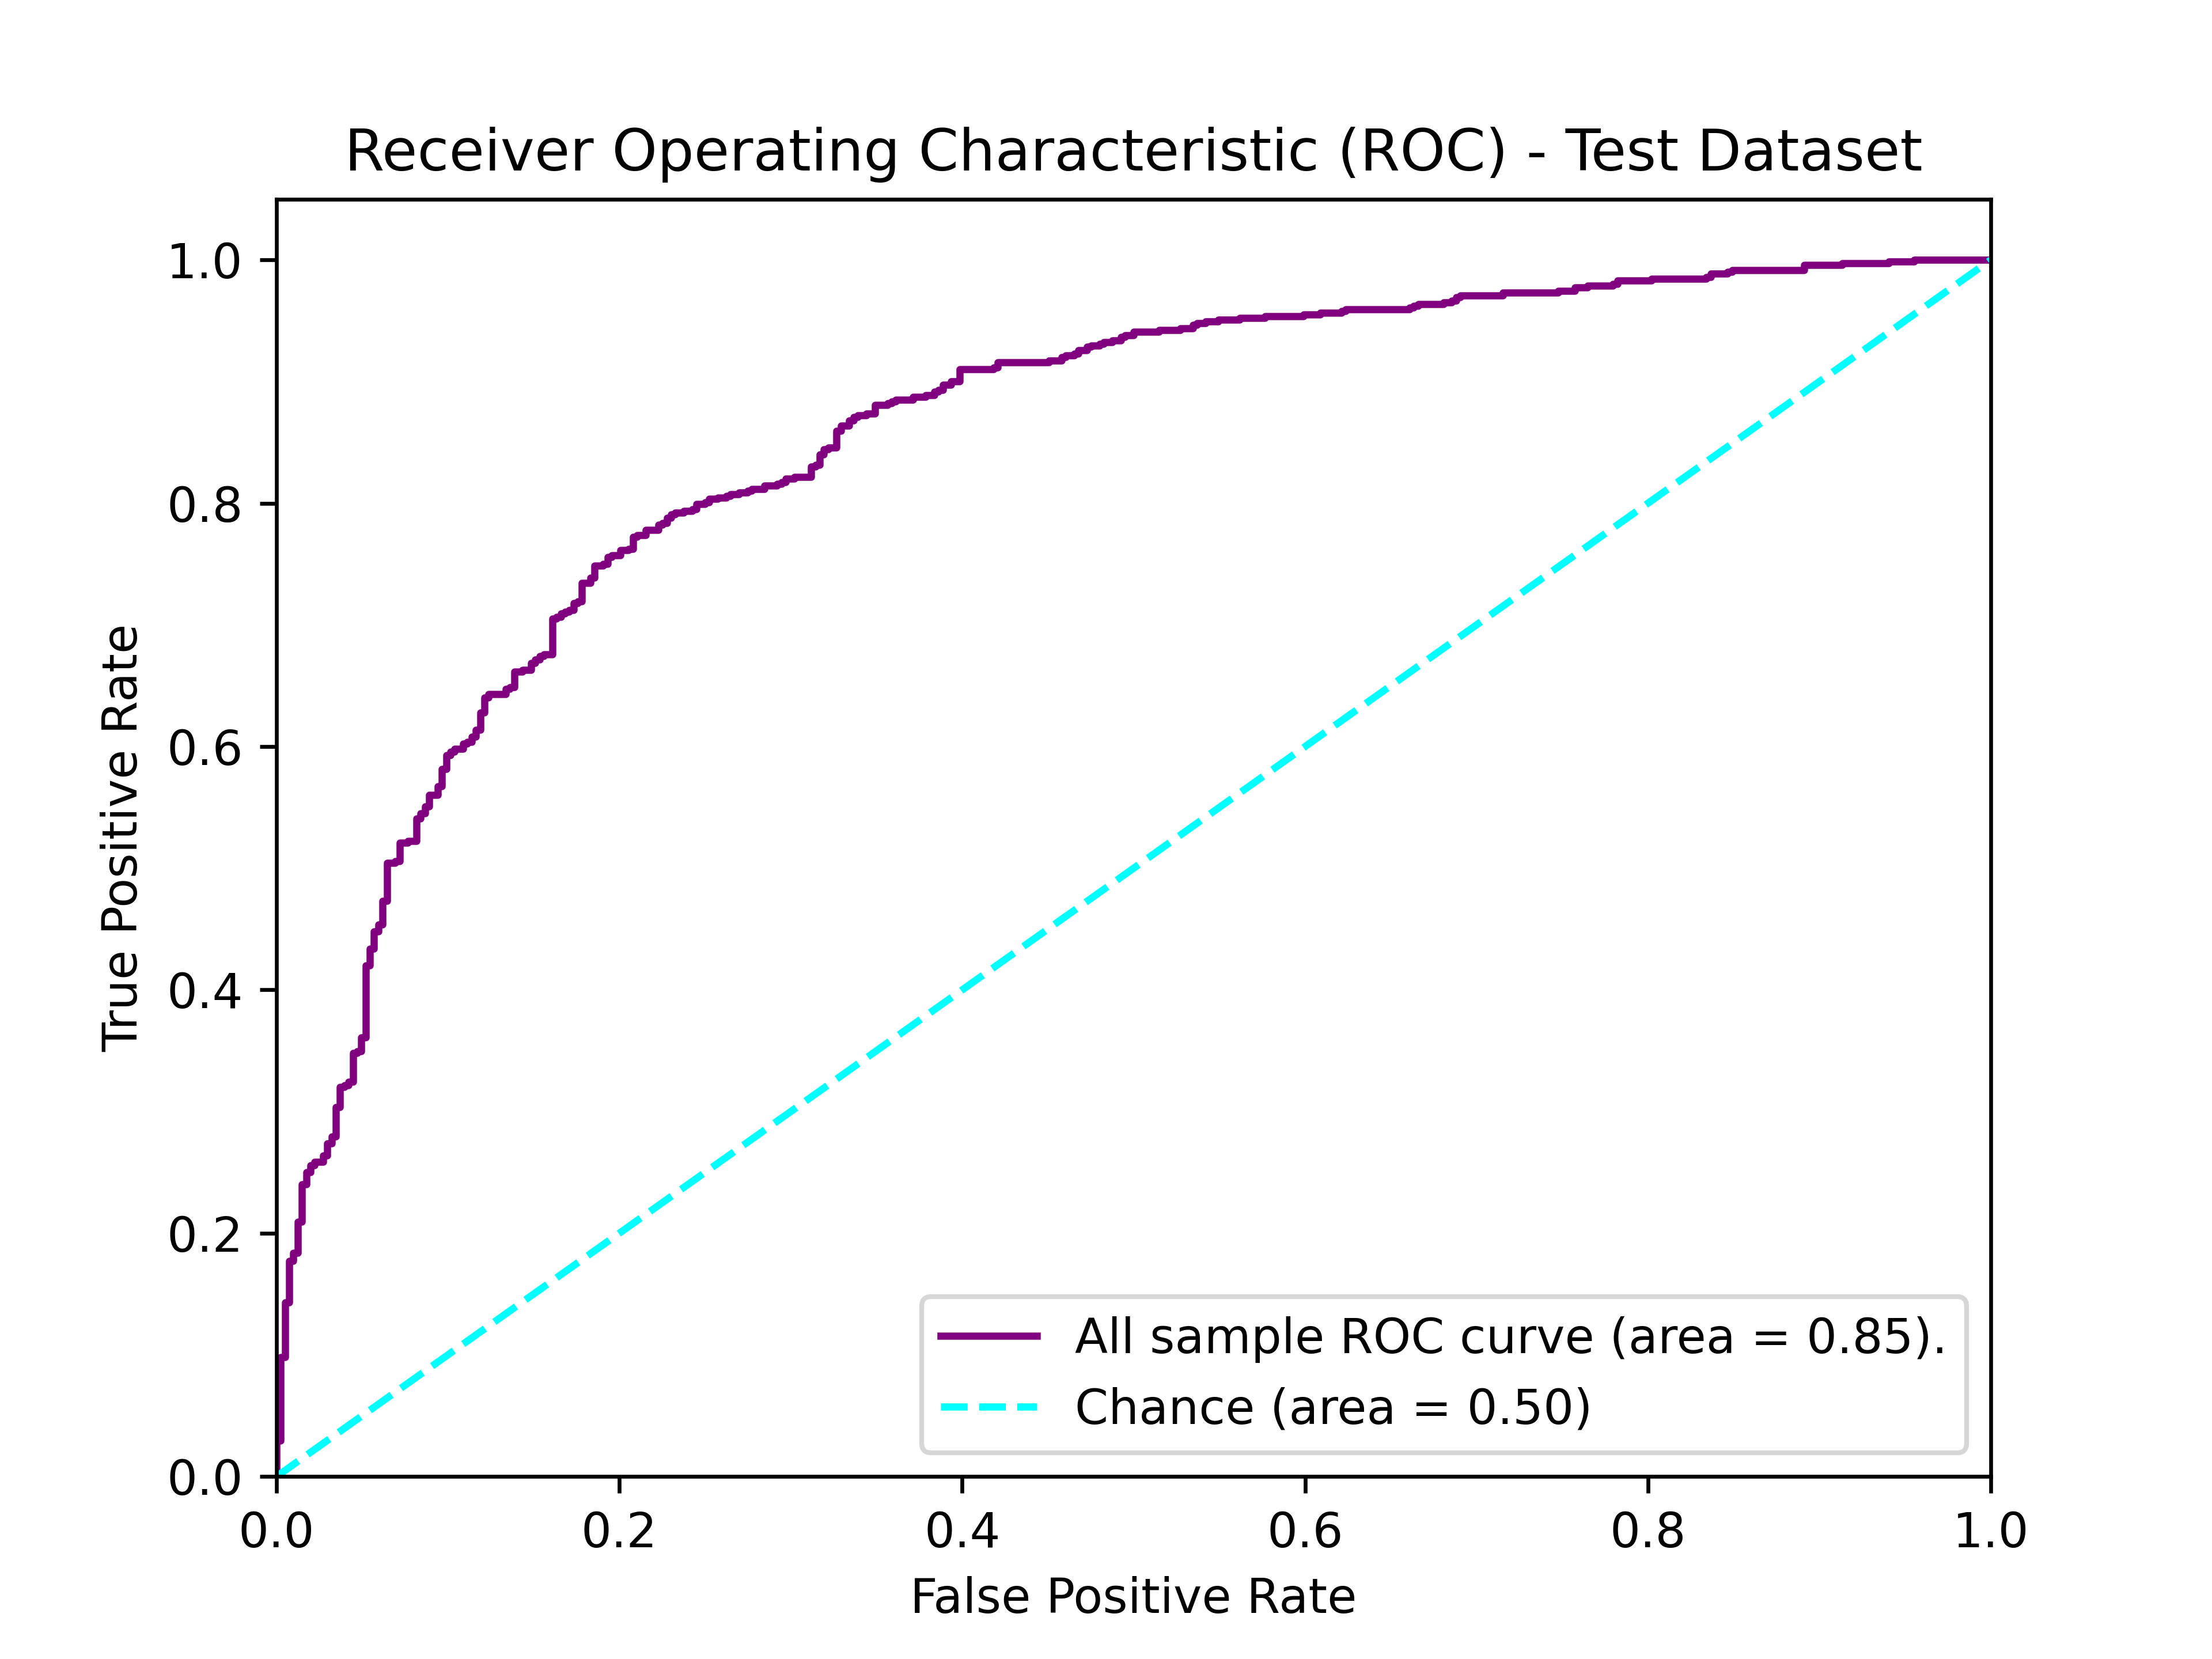 Receiver Operating Characteristic (ROC) - Test Dataset
1.0
0.8
0.6
0.4
0.2
0.0
True Positive Rate
All sample ROC curve (area = 0.85).
Chance (area = 0.50)
0.0 0.2 0.4 0.6 0.8 1.0
False Positive Rate